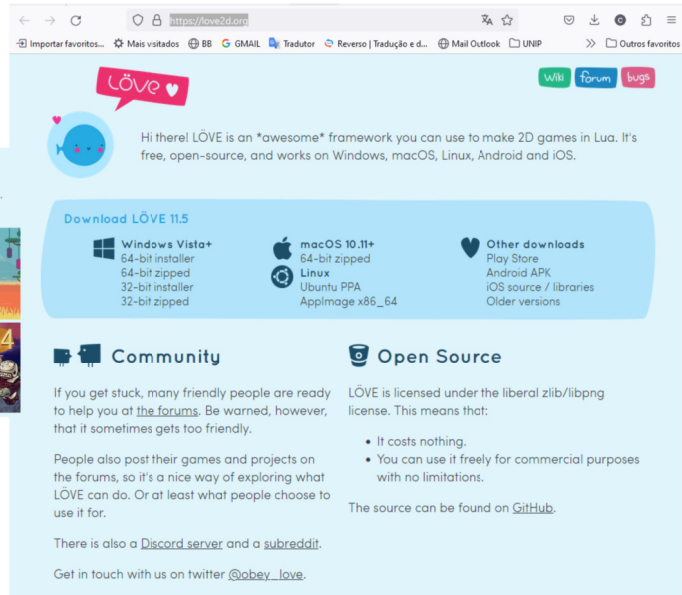 https://love2d.org
Importar favoritos... Mais visitados BB GMAIL Tradutor Reverso | Tradução e d... Mail Outlook UNIP Outros favoritos
LÖVE
Wiki forum bugs
Hi there! LÖVE is an *awesome* framework you can use to make 2D games in Lua. It's
free, open-source, and works on Windows, macOS, Linux, Android and iOS.
Download LÖVE 11.5
Windows Vista+
64-bit installer
64-bit zipped
32-bit installer
32-bit zipped
macOS 10.11+
64-bit zipped
Linux
Ubuntu PPA
AppImage x86_64
Other downloads
Play Store
Android APK
iOS source / libraries
Older versions
4
Community
If you get stuck, many friendly people are ready
to help you at the forums. Be warned, however,
that it sometimes gets too friendly.
People also post their games and projects on
the forums, so it's a nice way of exploring what
LÖVE can do. Or at least what people choose to
use it for.
There is also a Discord server and a subreddit.
Get in touch with us on twitter @obey_love.
Open Source
LÖVE is licensed under the liberal zlib/libpng
license. This means that:
• It costs nothing.
• You can use it freely for commercial purposes
with no limitations.
The source can be found on GitHub.